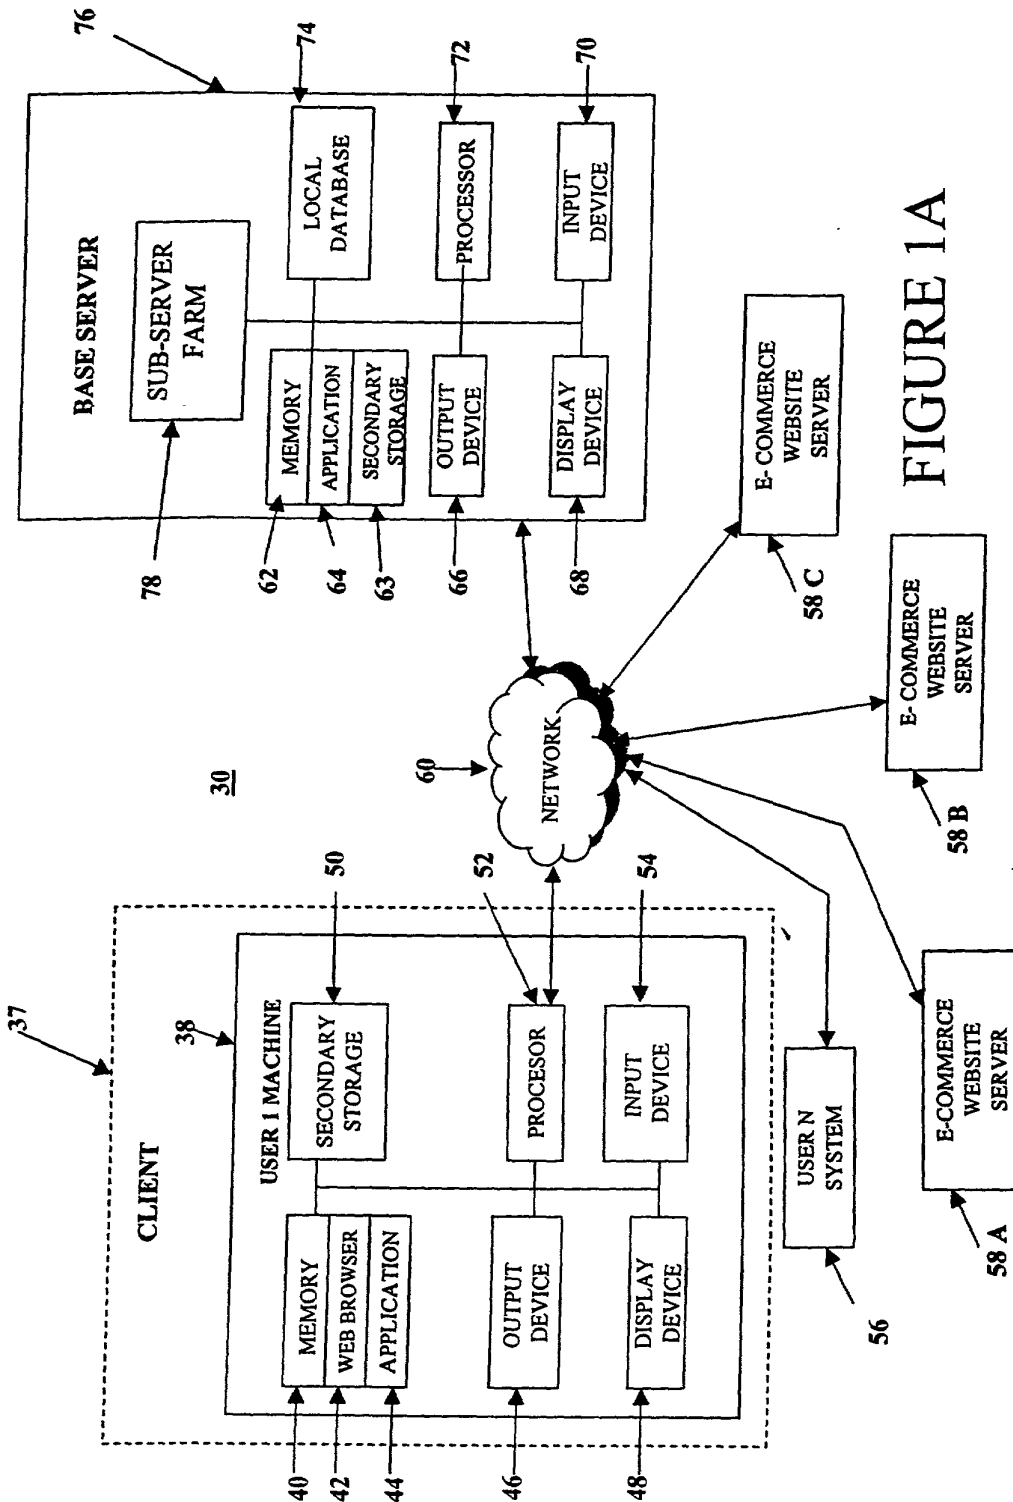 37
CLIENT
38
USER 1 MACHINE
MEMORY
WEB BROWSER
APPLICATION
40
42
44
SECONDARY
STORAGE
50
OUTPUT
DEVICE
46
PROCESOR
52
DISPLAY
DEVICE
48
INPUT
DEVICE
54
30
60
NETWORK
76
BASE SERVER
SUB-SERVER
FARM
78
LOCAL
DATABASE
74
MEMORY
APPLICATION
SECONDARY
STORAGE
62
64
63
OUTPUT
DEVICE
66
PROCESSOR
72
DISPLAY
DEVICE
68
INPUT
DEVICE
70
USER N
SYSTEM
56
E-COMMERCE
WEBSITE
SERVER
58 A
E- COMMERCE
WEBSITE
SERVER
58 B
E- COMMERCE
WEBSITE
SERVER
58 C
FIGURE 1A